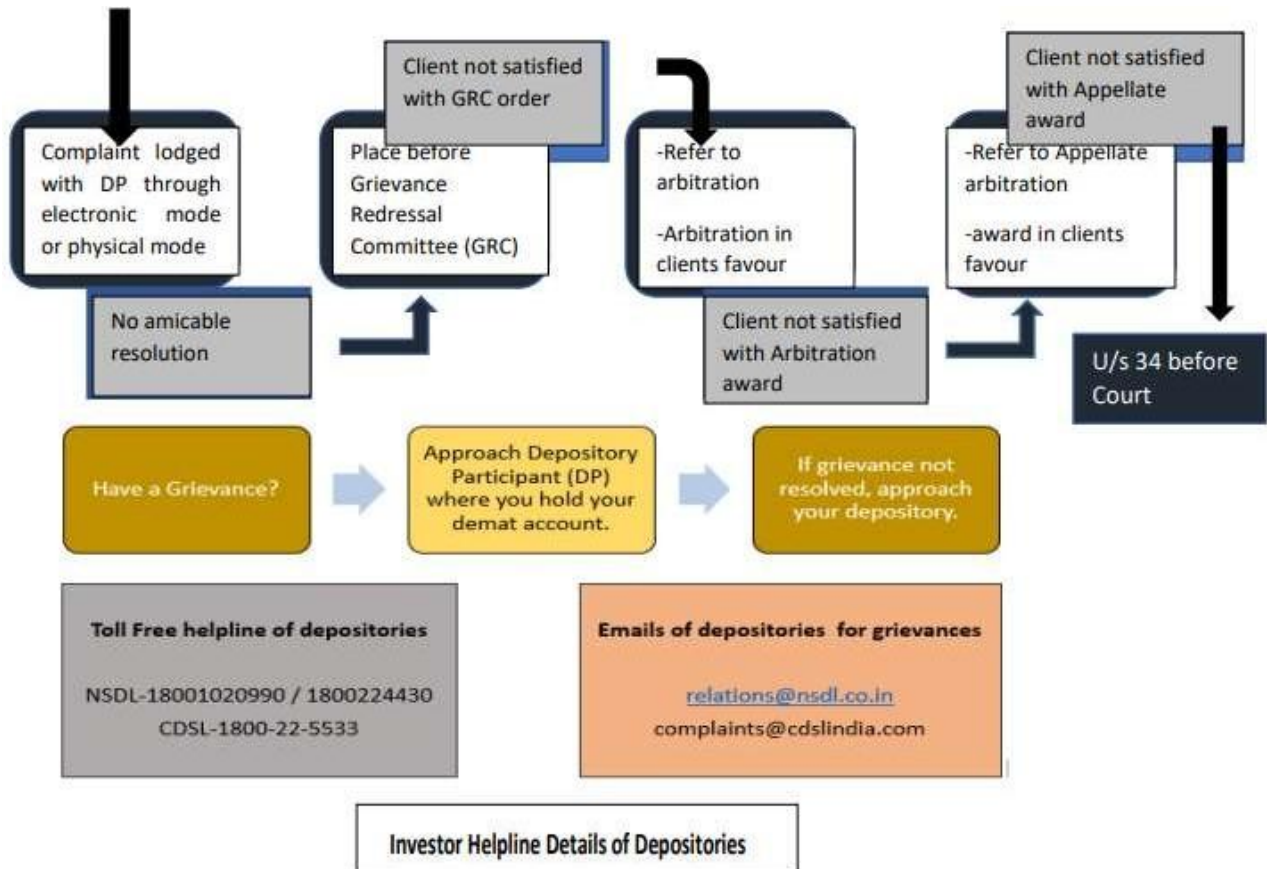 Complaint lodged
with DP through
electronic mode
or physical mode
No amicable
resolution
Place before
Grievance
Redressal
Committee (GRC)
Client not satisfied
with GRC order
-Refer to
arbitration
-Arbitration in
clients favour
Client not satisfied
with Arbitration
award
-Refer to Appellate
arbitration
-award in clients
favour
Client not satisfied
with Appellate
award
U/s 34 before
Court
Have a Grievance?
Approach Depository
Participant (DP)
where you hold your
demat account.
If grievance not
resolved, approach
your depository.
Toll Free helpline of depositories
NSDL-18001020990 / 1800224430
CDSL-1800-22-5533
Emails of depositories for grievances
relations@nsdl.co.in
complaints@cdslindia.com
Investor Helpline Details of Depositories